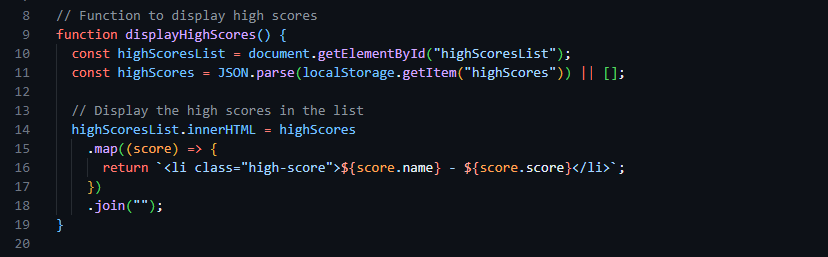 8 // Function to display high scores
9 function displayHighScores() {
10 const highScoresList = document.getElementById("highScoresList");
11 const highScores = JSON.parse(localStorage.getItem("highScores")) || [];
12
13 // Display the high scores in the list
14 highScoresList.innerHTML = highScores
15 .map((score) => {
16 return `<li class="high-score">${score.name} - ${score.score}</li>`;
17 })
18 .join("");
19 }
20